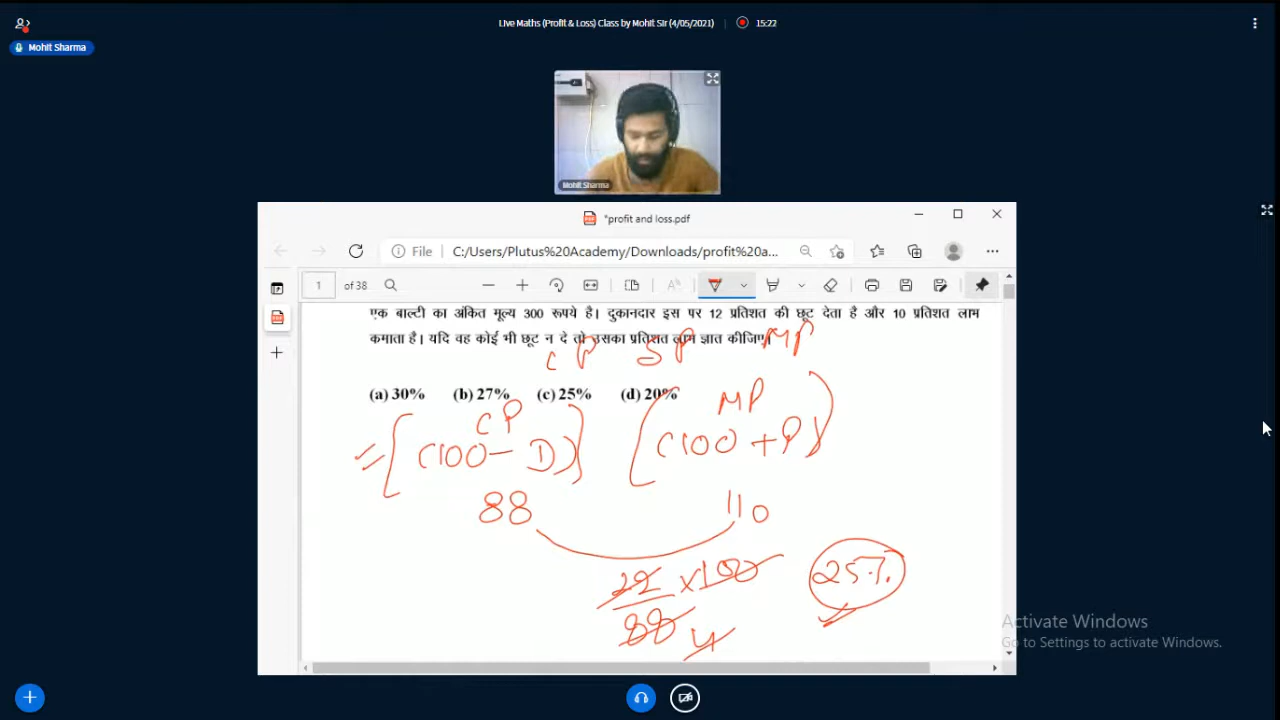 Live Maths (Profit & Loss) Class by Mohit Sir (4/05/2021) 15:22
Mohit Sharma
Mohit Sharma
*profit and loss.pdf
File C:/Users/Plutus%20Academy/Downloads/profit%20a...
1 of 38
एक बाल्टी का अंकित मूल्य 300 रूपये है। दुकानदार इस पर 12 प्रतिशत की छूट देता है और 10 प्रतिशत लाभ
कमाता है। यदि वह कोई भी छूट न दे तो उसका प्रतिशत लाभ ज्ञात कीजिए।
CP SP MP
(a) 30% (b) 27% (c) 25% (d) 20%
CP MP
= [(100 - D)] [(100 + P)]
88 110
22 x 100
88 4
25%
Activate Windows
Go to Settings to activate Windows.